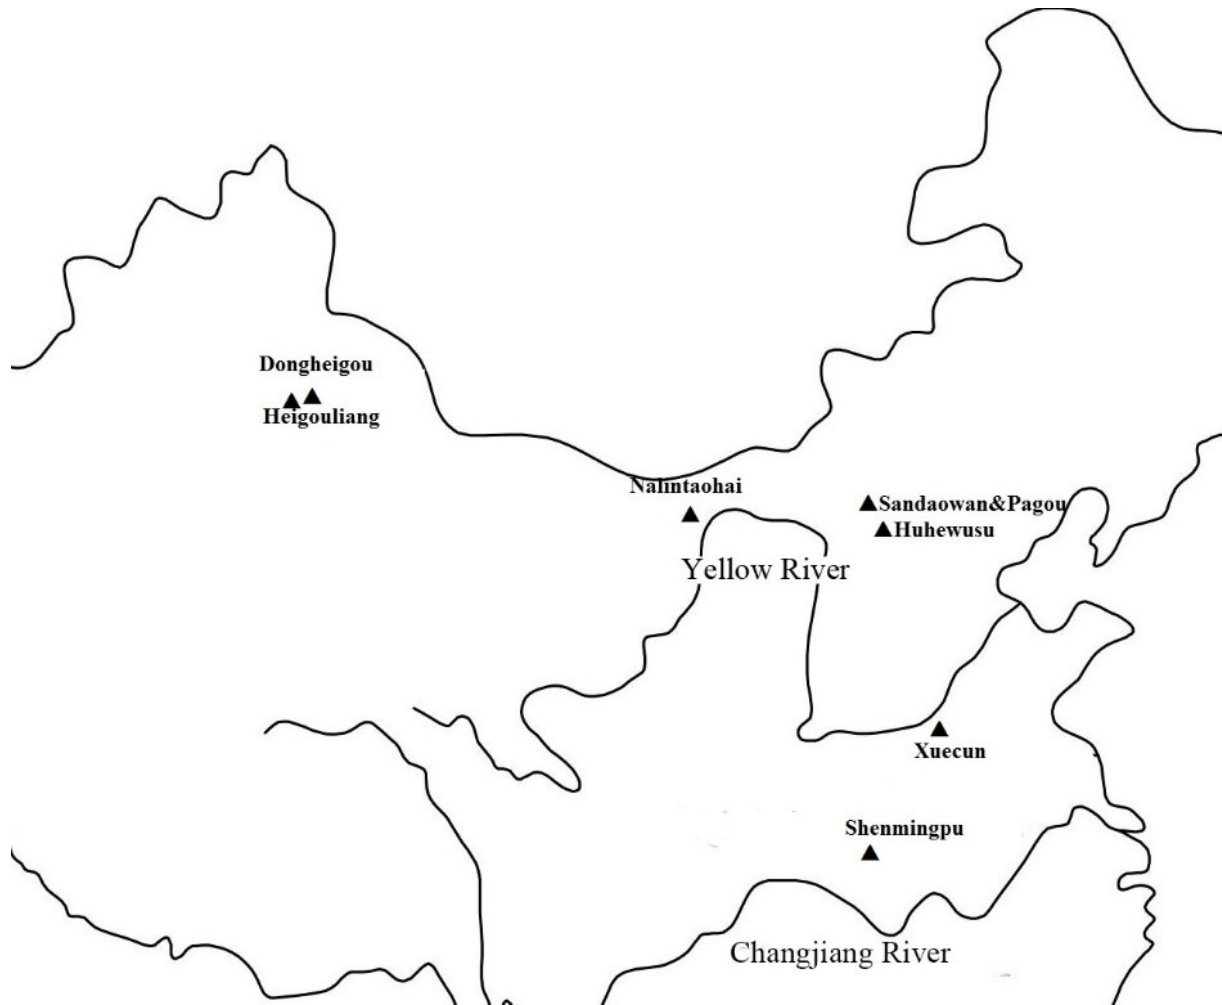 Dongheigou
Heigouliang
Nalintaohai
Sandaowan&Pagou
Huhewusu
Yellow River
Xuecun
Shenmingpu
Changjiang River